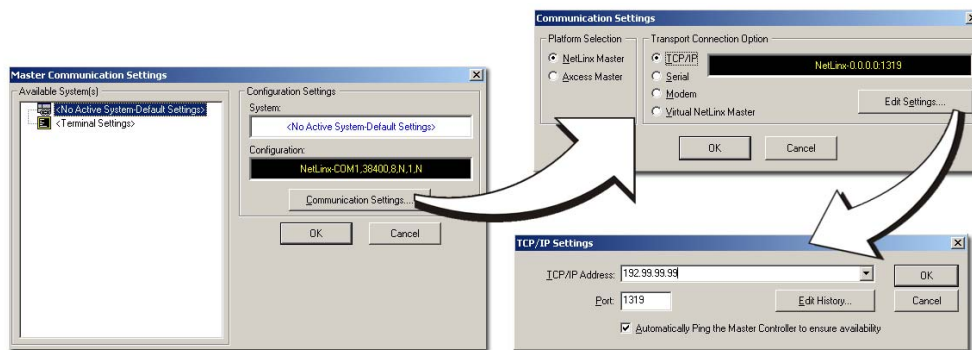 Master Communication Settings
Available System(s)
<No Active System-Default Settings>
<Terminal Settings>
Configuration Settings
System:
<No Active System-Default Settings>
Configuration:
NetLinx-COM1,38400,8,N,1,N
Communication Settings....
OK Cancel
Communication Settings
Platform Selection
NetLinx Master
Axcess Master
Transport Connection Option
TCP/IP
Serial
Modem
Virtual NetLinx Master
NetLinx-0.0.0.0:1319
Edit Settings....
OK Cancel
TCP/IP Settings
TCP/IP Address: 192.99.99.99
Port: 1319
Edit History...
Automatically Ping the Master Controller to ensure availability
OK
Cancel